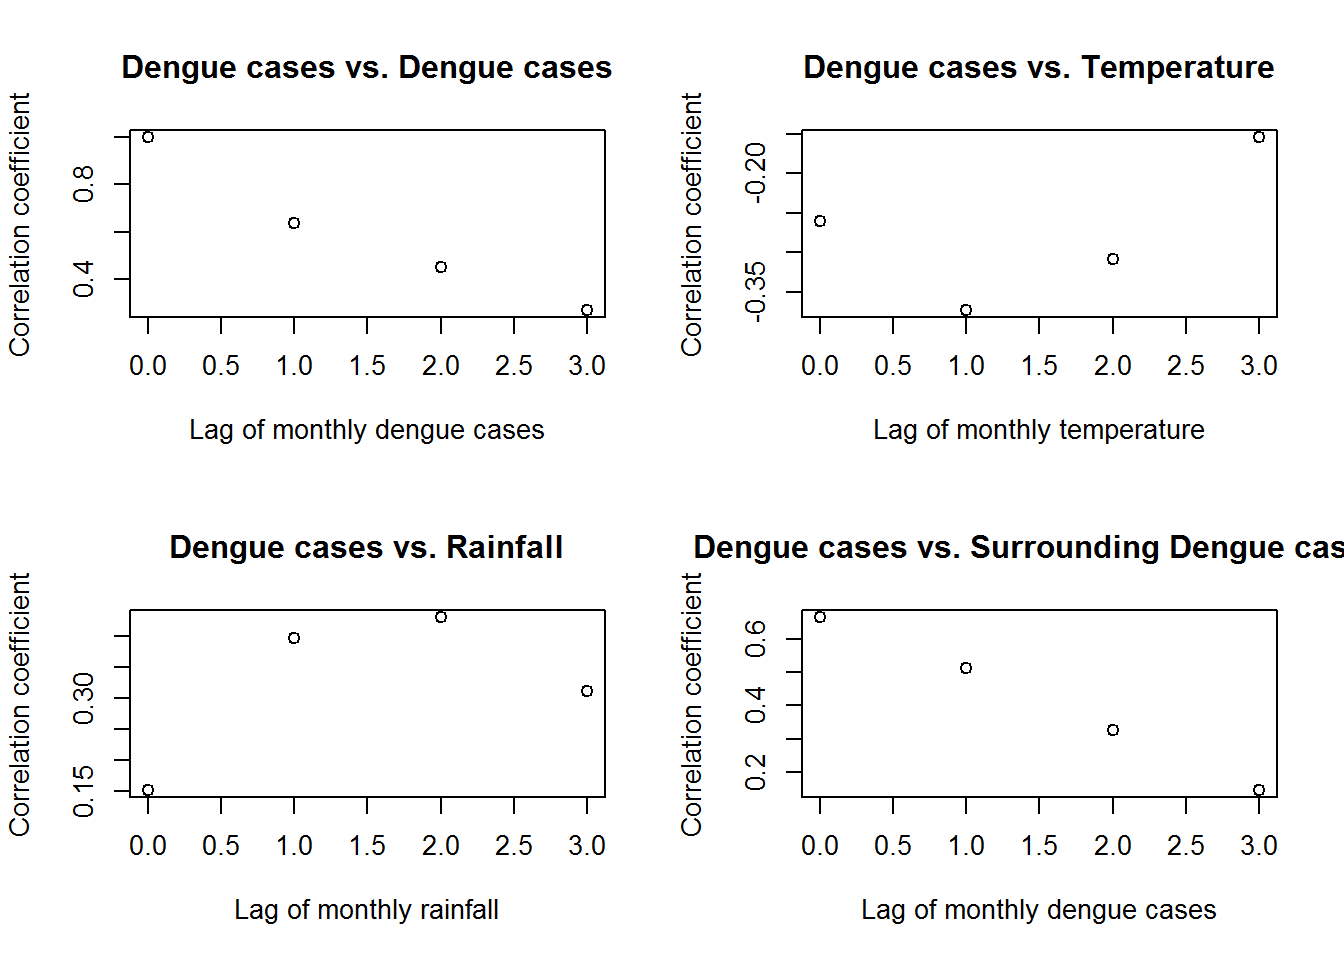 Dengue cases vs. Dengue cases
Correlation coefficient
0.8
0.4
0.0 0.5 1.0 1.5 2.0 2.5 3.0
Lag of monthly dengue cases
Dengue cases vs. Temperature
Correlation coefficient
-0.20
-0.35
0.0 0.5 1.0 1.5 2.0 2.5 3.0
Lag of monthly temperature
Dengue cases vs. Rainfall
Correlation coefficient
0.30
0.15
0.0 0.5 1.0 1.5 2.0 2.5 3.0
Lag of monthly rainfall
Dengue cases vs. Surrounding Dengue cas
Correlation coefficient
0.6
0.4
0.2
0.0 0.5 1.0 1.5 2.0 2.5 3.0
Lag of monthly dengue cases